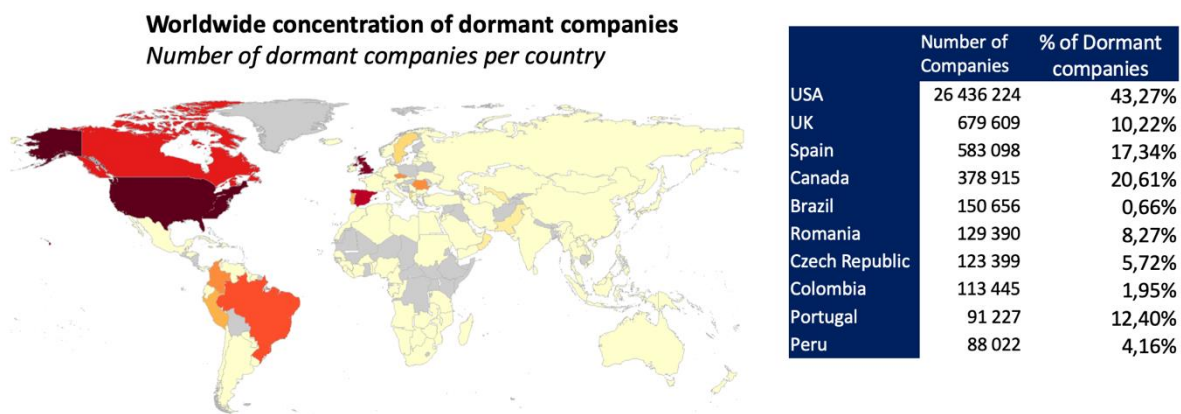 Worldwide concentration of dormant companies
Number of dormant companies per country
Number of Companies % of Dormant companies
USA 26 436 224 43,27%
UK 679 609 10,22%
Spain 583 098 17,34%
Canada 378 915 20,61%
Brazil 150 656 0,66%
Romania 129 390 8,27%
Czech Republic 123 399 5,72%
Colombia 113 445 1,95%
Portugal 91 227 12,40%
Peru 88 022 4,16%